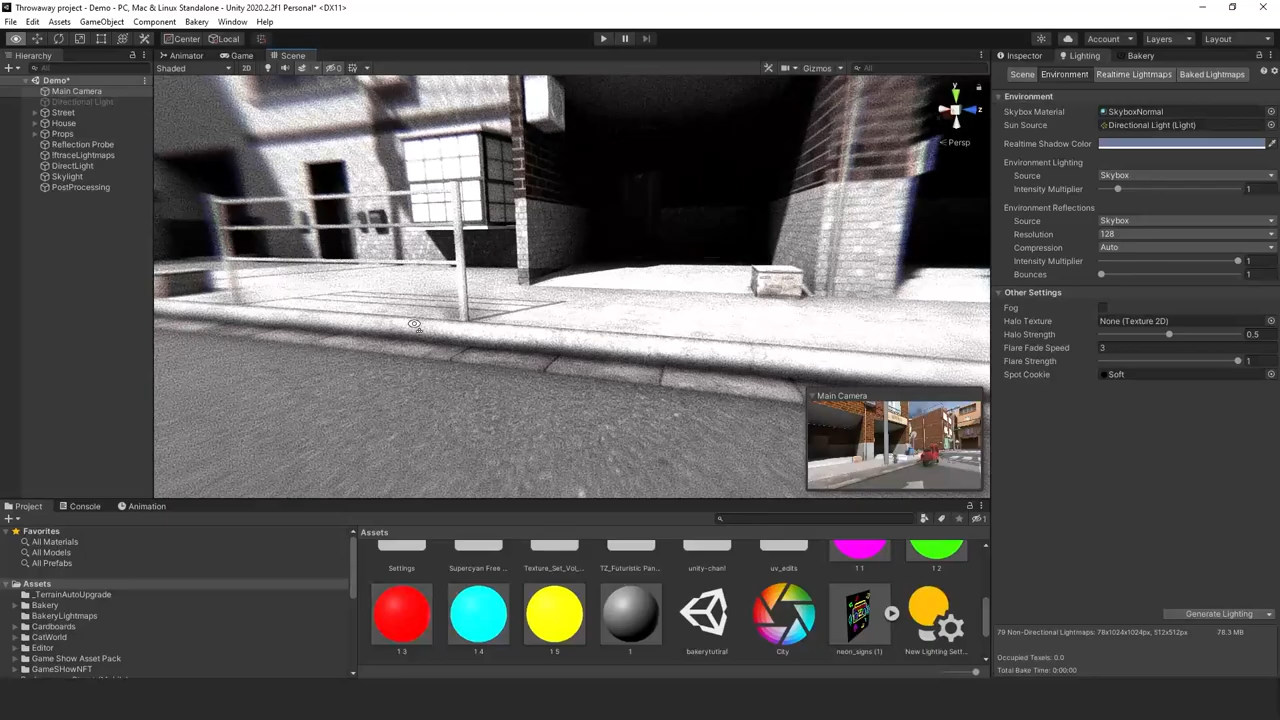 Throwaway project - Demo - PC, Mac & Linux Standalone - Unity 2020.2.2f1 Personal* <DX11>
File Edit Assets GameObject Component Bakery Window Help
Center Local
Account Layers Layout
Hierarchy
All
Demo*
Main Camera
Directional Light
Street
House
Props
Reflection Probe
!ftraceLightmaps
DirectLight
Skylight
PostProcessing
Animator Game Scene
Shaded 2D 0 Gizmos All
y
z
Persp
Main Camera
Inspector Lighting Bakery
Scene Environment Realtime Lightmaps Baked Lightmaps
Environment
Skybox Material SkyboxNormal
Sun Source Directional Light (Light)
Realtime Shadow Color
Environment Lighting
Source Skybox
Intensity Multiplier 1
Environment Reflections
Source Skybox
Resolution 128
Compression Auto
Intensity Multiplier 1
Bounces 1
Other Settings
Fog
Halo Texture None (Texture 2D)
Halo Strength 0.5
Flare Fade Speed 3
Flare Strength 1
Spot Cookie Soft
Generate Lighting
79 Non-Directional Lightmaps: 78x1024x1024px, 512x512px 78.3 MB
Occupied Texels: 0.0
Total Bake Time: 0:00:00
Project Console Animation
1
Favorites
All Materials
All Models
All Prefabs
Assets
_TerrainAutoUpgrade
Bakery
BakeryLightmaps
Cardboards
CatWorld
Editor
Game Show Asset Pack
GameSHowNFT
Assets
Settings Supercyan Free ... Texture_Set_Vol_... TZ_Futuristic Pan... unity-chan! uv_edits 1 1 1 2
1 3 1 4 1 5 1 bakerytutiral City neon_signs (1) New Lighting Sett...